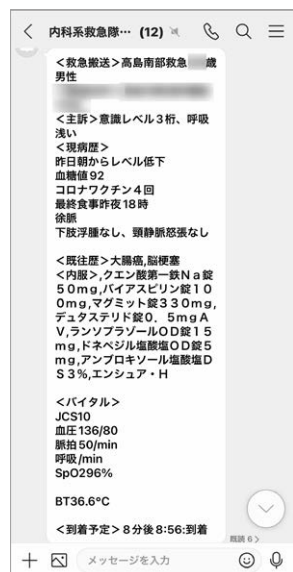 内科系救急隊… (12)
<救急搬送>高島南部救急 歳
男性
<主訴>意識レベル3桁、呼吸
浅い
<現病歴>
昨日朝からレベル低下
血糖値92
コロナワクチン4回
最終食事昨夜18時
徐脈
下肢浮腫なし、頸静脈怒張なし
<既往歴>大腸癌,脳梗塞
<内服>,クエン酸第一鉄Na錠
50mg,バイアスピリン錠10
0mg,マグミット錠330mg,
デュタステリド錠0．5mgA
V,ランソプラゾールOD錠15
mg,ドネペジル塩酸塩OD錠5
mg,アンブロキソール塩酸塩D
S3%,エンシュア・H
<バイタル>
JCS10
血圧136/80
脈拍50/min
呼吸/min
SpO296%
BT36.6℃
<到着予定>8分後8:56:到着
既読 6>
メッセージを入力